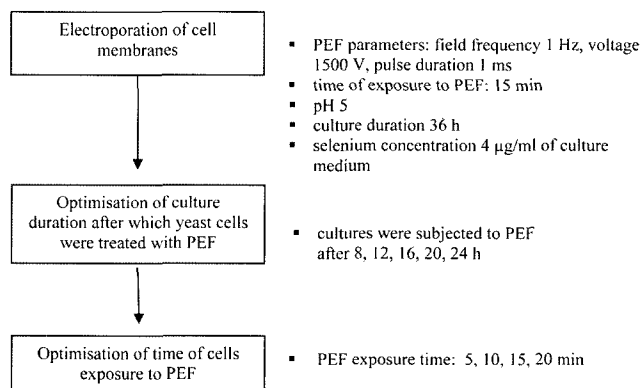 Electroporation of cell
membranes
▪ PEF parameters: field frequency 1 Hz, voltage
1500 V, pulse duration 1 ms
▪ time of exposure to PEF: 15 min
▪ pH 5
▪ culture duration 36 h
▪ selenium concentration 4 µg/ml of culture
medium
Optimisation of culture
duration after which yeast cells
were treated with PEF
▪ cultures were subjected to PEF
after 8, 12, 16, 20, 24 h
Optimisation of time of cells
exposure to PEF
▪ PEF exposure time: 5, 10, 15, 20 min